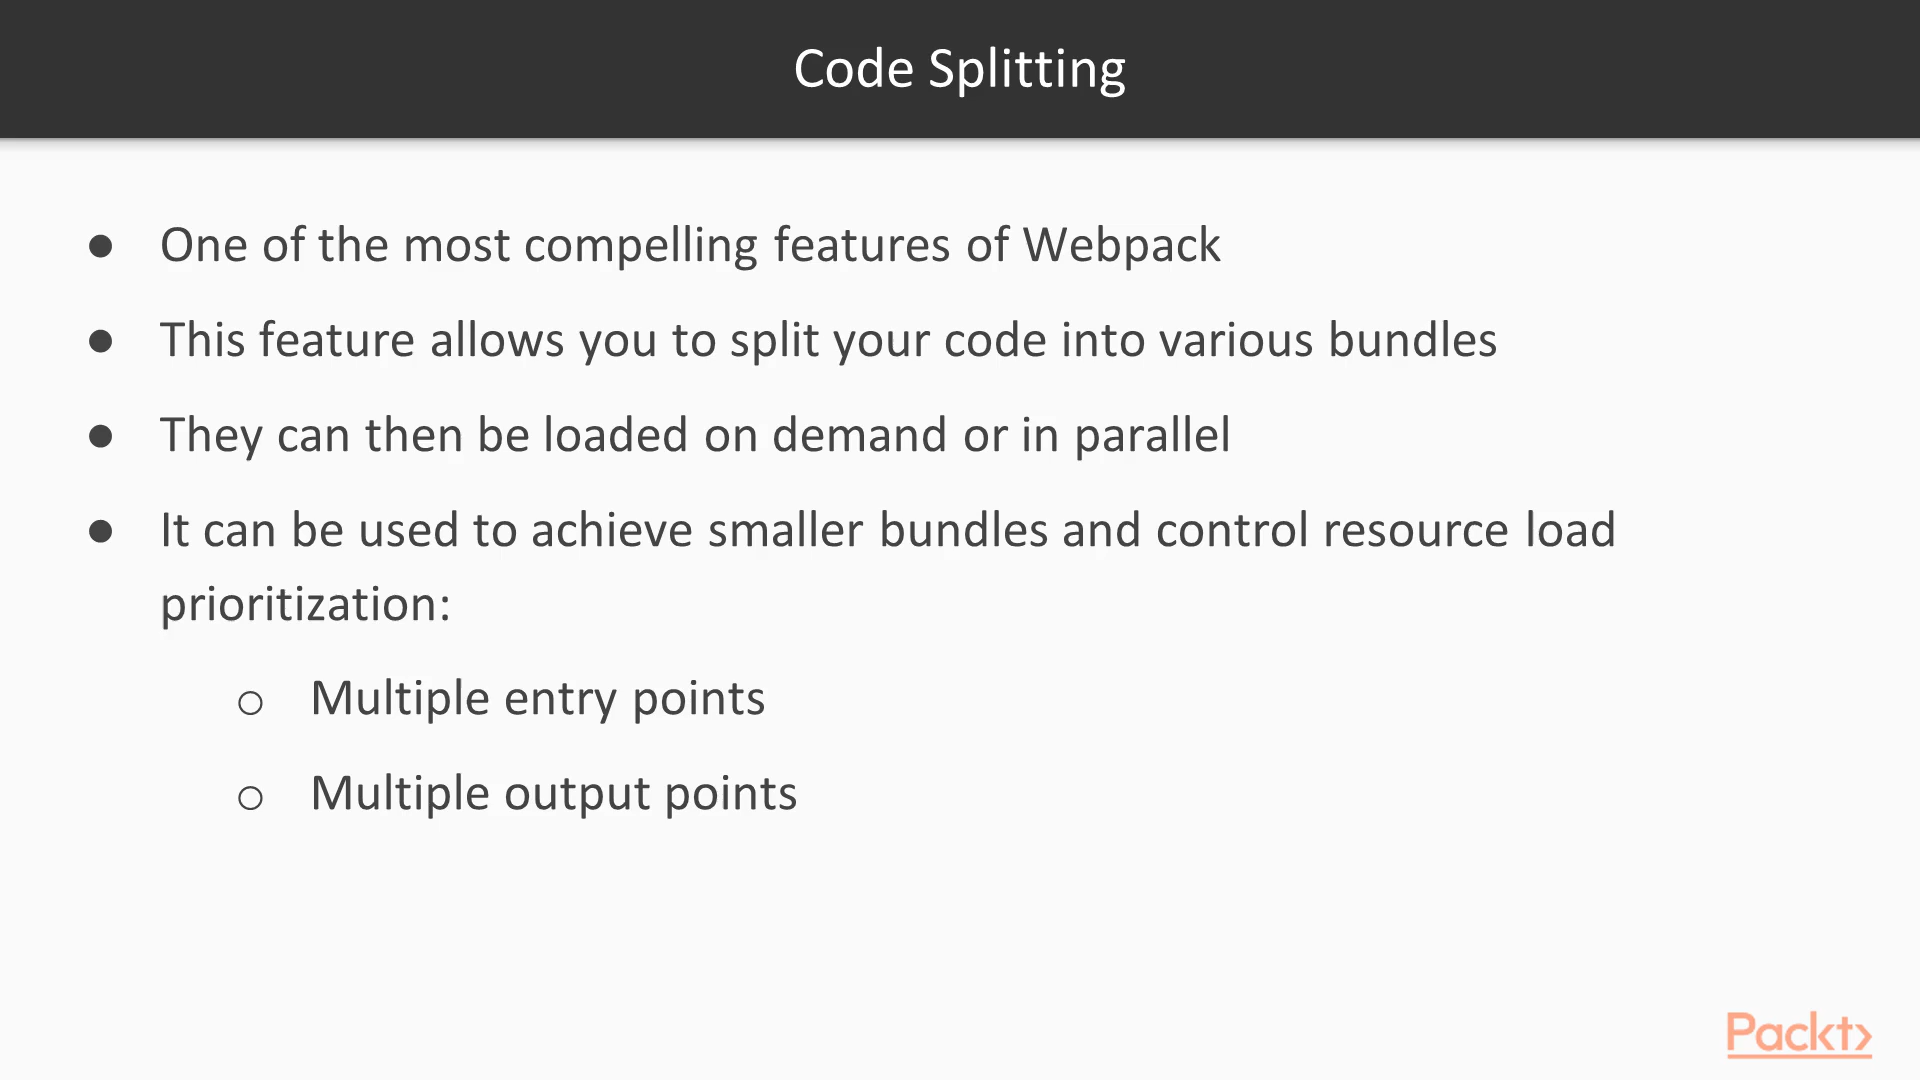 Code Splitting
● One of the most compelling features of Webpack
● This feature allows you to split your code into various bundles
● They can then be loaded on demand or in parallel
● It can be used to achieve smaller bundles and control resource load
prioritization:
○ Multiple entry points
○ Multiple output points
Packt>